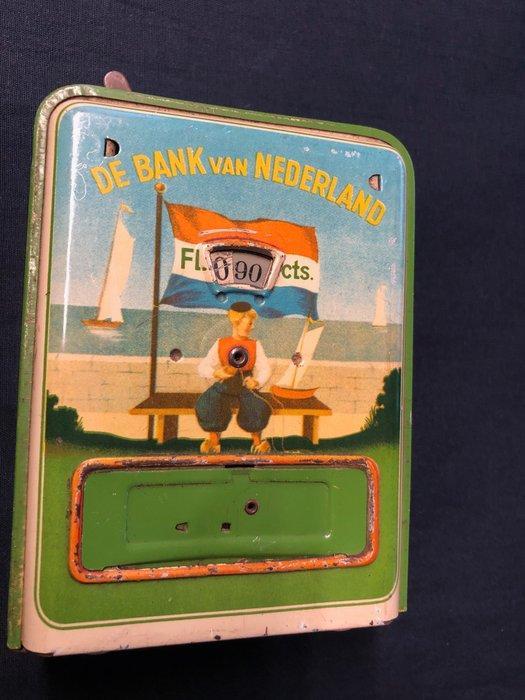 DE BANK VAN NEDERLAND
FL. 0 90 cts.